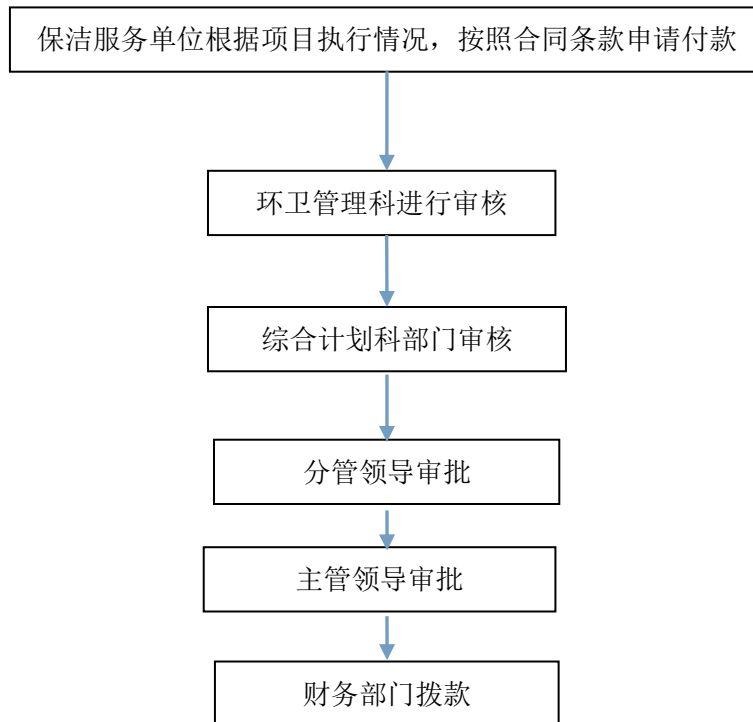 保洁服务单位根据项目执行情况，按照合同条款申请付款
环卫管理科进行审核
综合计划科部门审核
分管领导审批
主管领导审批
财务部门拨款